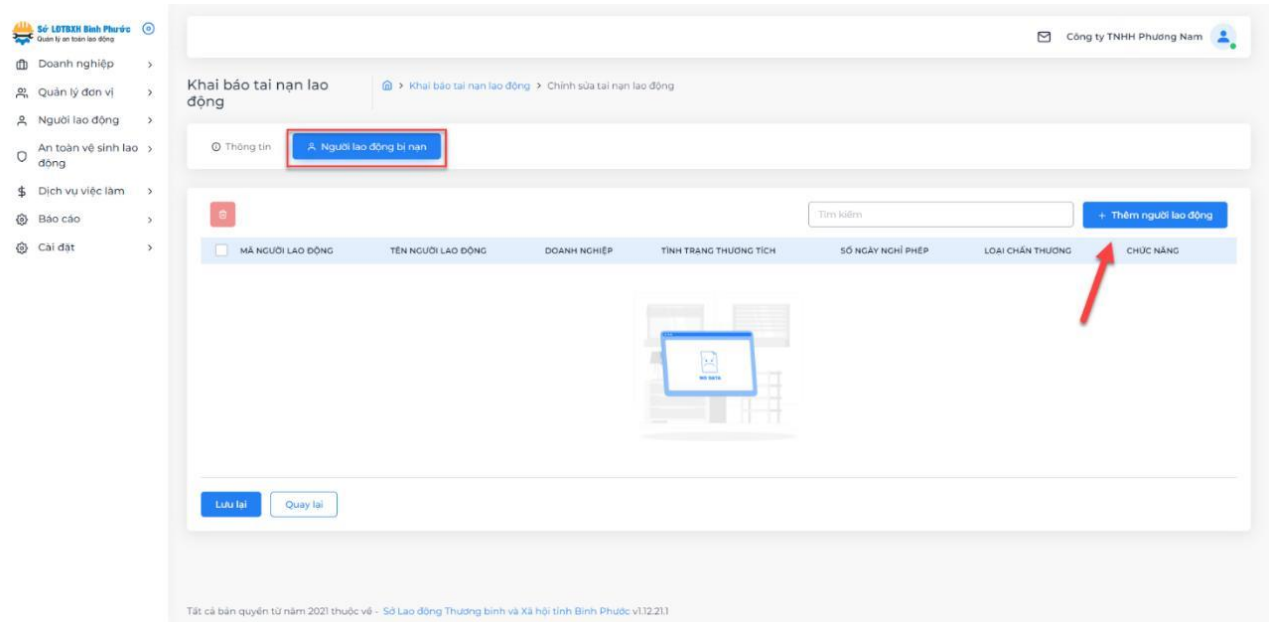 Sở LĐTBXH Bình Phước
Quản lý an toàn lao động
Công ty TNHH Phương Nam
Doanh nghiệp
Quản lý đơn vị
Người lao động
An toàn vệ sinh lao
động
Dịch vụ việc làm
Báo cáo
Cài đặt
Khai báo tai nạn lao
động
Khai báo tai nạn lao động > Chỉnh sửa tai nạn lao động
Thông tin
Người lao động bị nạn
Tìm kiếm
+ Thêm người lao động
MÃ NGƯỜI LAO ĐỘNG TÊN NGƯỜI LAO ĐỘNG DOANH NGHIỆP TÌNH TRẠNG THƯƠNG TÍCH SỐ NGÀY NGHỈ PHÉP LOẠI CHẤN THƯƠNG CHỨC NĂNG
NO DATA
Lưu lại
Quay lại
Tất cả bản quyền từ năm 2021 thuộc về - Sở Lao động Thương binh và Xã hội tỉnh Bình Phước v1.12.21.1